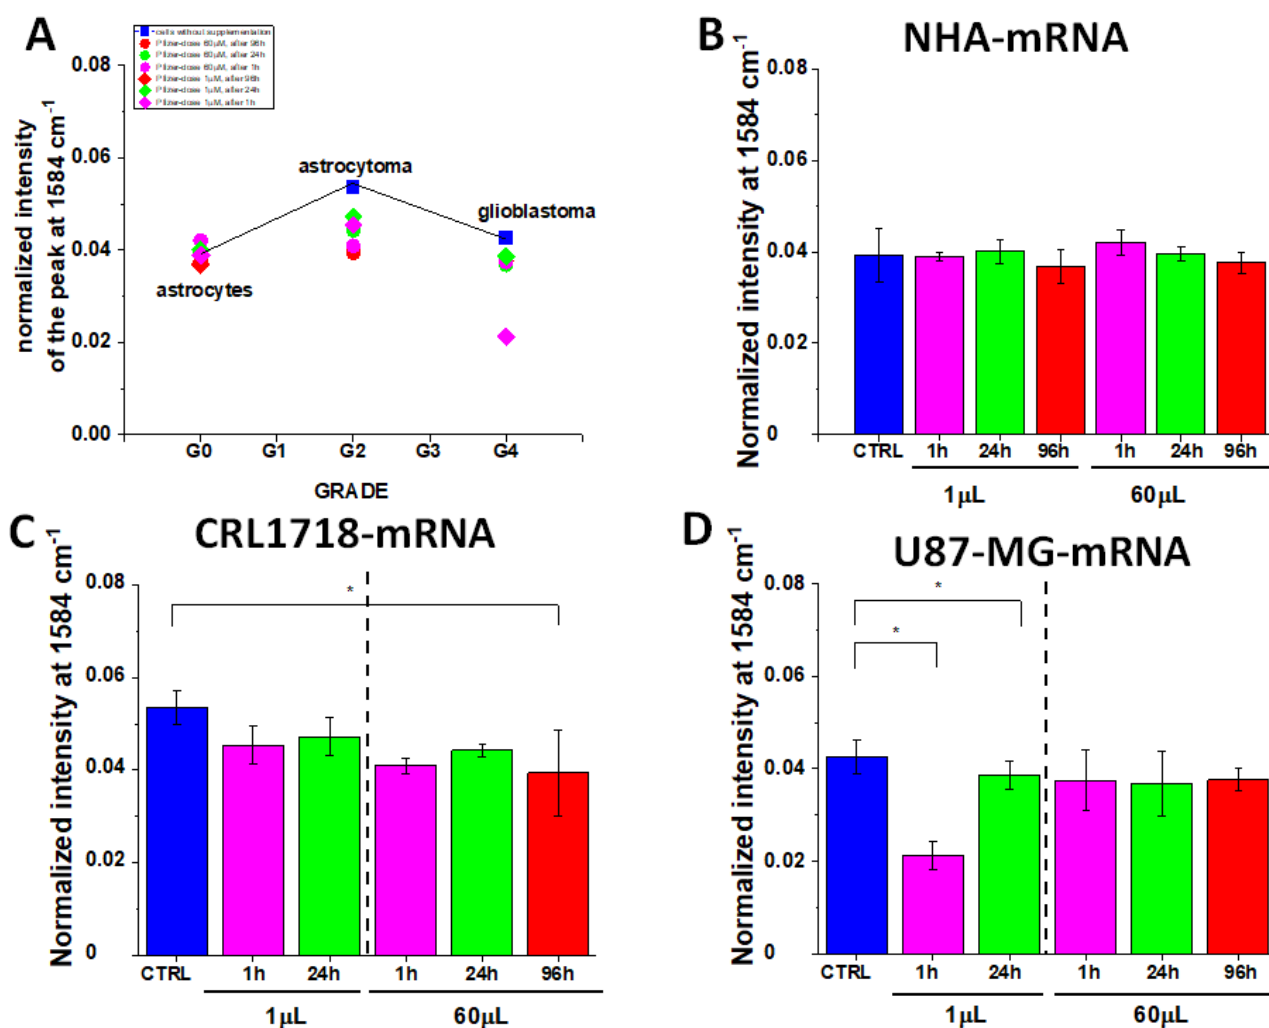 A
cells without supplementation
Pfizer-dose 60μM, after 96h
Pfizer-dose 60μM, after 24h
Pfizer-dose 60μM, after 1h
Pfizer-dose 1μM, after 96h
Pfizer-dose 1μM, after 24h
Pfizer-dose 1μM, after 1h
normalized intensity
of the peak at 1584 cm⁻¹
0.08
0.06
0.04
0.02
0.00
astrocytoma
glioblastoma
astrocytes
G0 G1 G2 G3 G4
GRADE
B
NHA-mRNA
Normalized intensity at 1584 cm⁻¹
0.08
0.06
0.04
0.02
0
CTRL 1h 24h 96h 1h 24h 96h
1μL 60μL
C
CRL1718-mRNA
Normalized intensity at 1584 cm⁻¹
0.08
0.06
0.04
0.02
0
*
CTRL 1h 24h 1h 24h 96h
1μL 60μL
D
U87-MG-mRNA
Normalized intensity at 1584 cm⁻¹
0.08
0.06
0.04
0.02
0
*
*
CTRL 1h 24h 1h 24h 96h
1μL 60μL